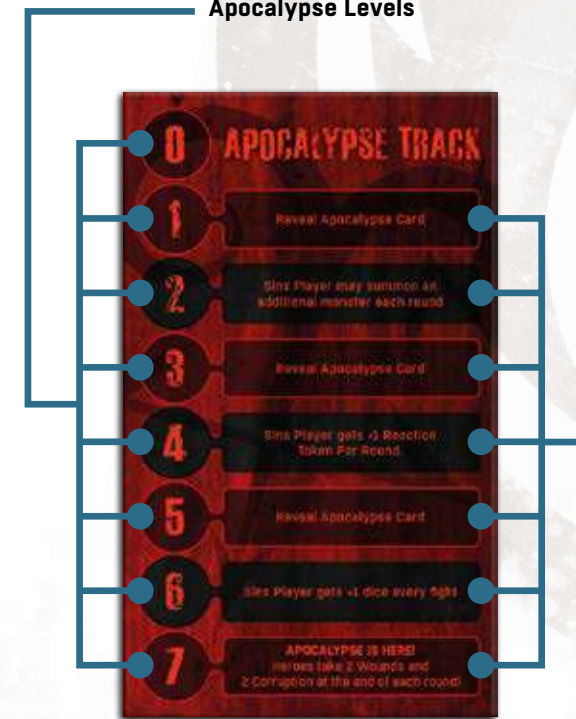 Apocalypse Levels
0 APOCALYPSE TRACK
1 Reveal Apocalypse Card
2 Sins Player may summon an
additional monster each round
3 Reveal Apocalypse Card
4 Sins Player gets +1 Reaction
Token Per Round
5 Reveal Apocalypse Card
6 Sins Player gets +1 dice every fight
7 APOCALYPSE IS HERE!
Heroes take 2 Wounds and
2 Corruption at the end of each round!